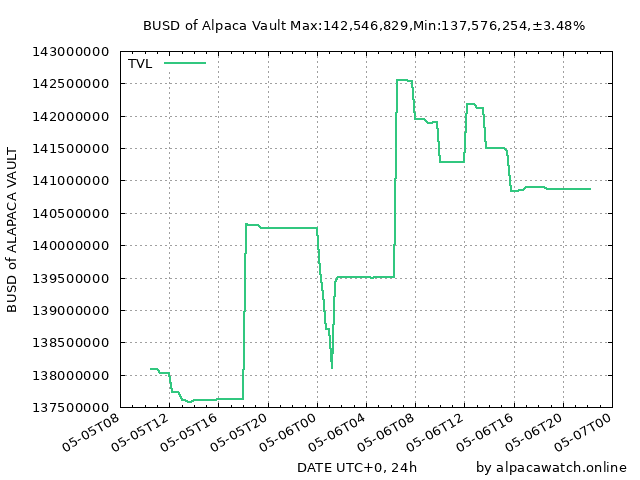 BUSD of Alpaca Vault Max:142,546,829,Min:137,576,254,±3.48%
TVL
143000000
142500000
142000000
141500000
141000000
140500000
140000000
139500000
139000000
138500000
138000000
137500000
BUSD of ALAPACA VAULT
05-05T08
05-05T12
05-05T16
05-05T20
05-06T00
05-06T04
05-06T08
05-06T12
05-06T16
05-06T20
05-07T00
DATE UTC+0, 24h
by alpacawatch.online